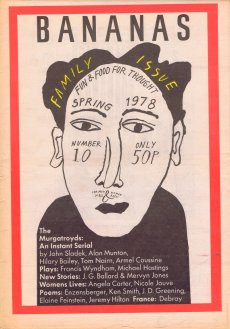 BANANAS
FAMILY ISSUE
FUN & FOOD FOR THOUGHT
SPRING 1978
NUMBER ONLY
10 50P
The
Murgatroyds:
An Instant Serial
by John Sladek, Alan Munton,
Hilary Bailey, Tom Nairn, Armel Coussine
Plays: Francis Wyndham, Michael Hastings
New Stories: J. G. Ballard & Mervyn Jones
Womens Lives: Angela Carter, Nicole Jouve
Poems: Enzensberger, Ken Smith, J. D. Greening,
Elaine Feinstein, Jeremy Hilton France: Debray